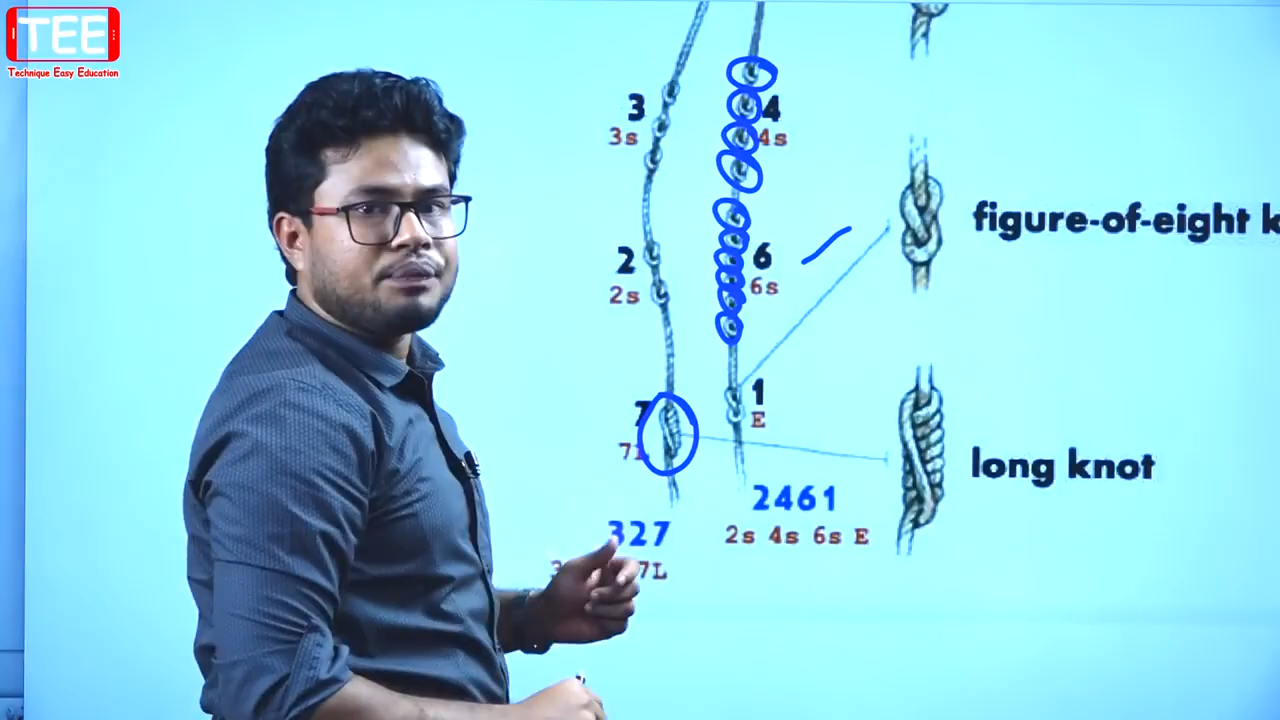 TEE
Technique Easy Education
3
3s
4
4s
2
2s
6
6s
figure-of-eight k
7
1
E
long knot
2461
327
2s 4s 6s E
7L